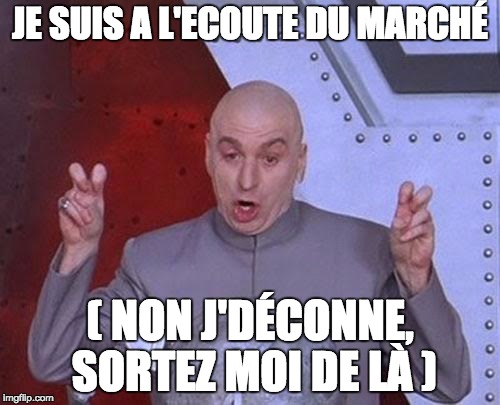 JE SUIS A L'ECOUTE DU MARCHÉ
( NON J'DÉCONNE,
SORTEZ MOI DE LÀ )
imgflip.com